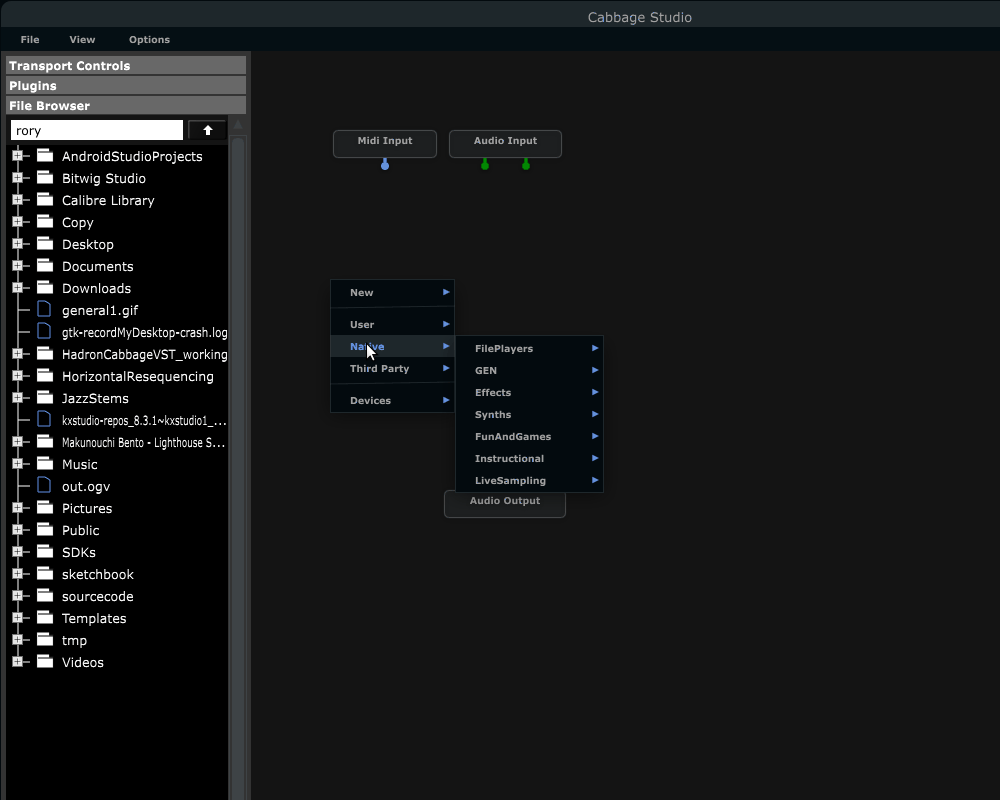 Cabbage Studio
File View Options
Transport Controls
Plugins
File Browser
rory
AndroidStudioProjects
Bitwig Studio
Calibre Library
Copy
Desktop
Documents
Downloads
general1.gif
gtk-recordMyDesktop-crash.log
HadronCabbageVST_working
HorizontalResequencing
JazzStems
kxstudio-repos_8.3.1~kxstudio1_...
Makunouchi Bento - Lighthouse S...
Music
out.ogv
Pictures
Public
SDKs
sketchbook
sourcecode
Templates
tmp
Videos
Midi Input
Audio Input
New
User
Native
Third Party
Devices
FilePlayers
GEN
Effects
Synths
FunAndGames
Instructional
LiveSampling
Audio Output